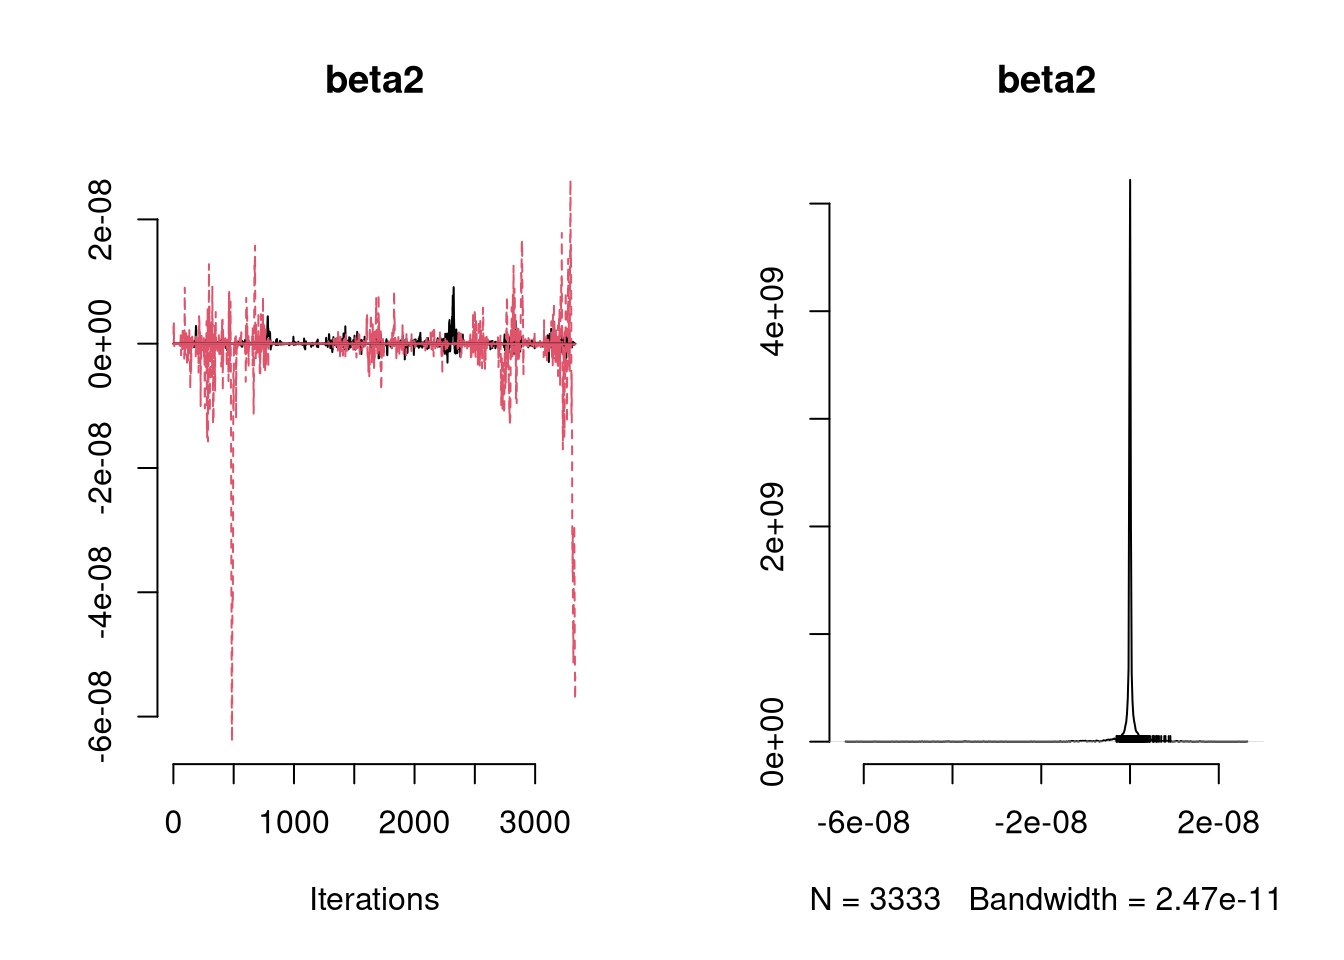 beta2
2e-08
0e+00
-2e-08
-4e-08
-6e-08
0 1000 2000 3000
Iterations
beta2
4e+09
2e+09
0e+00
-6e-08 -2e-08 2e-08
N = 3333 Bandwidth = 2.47e-11